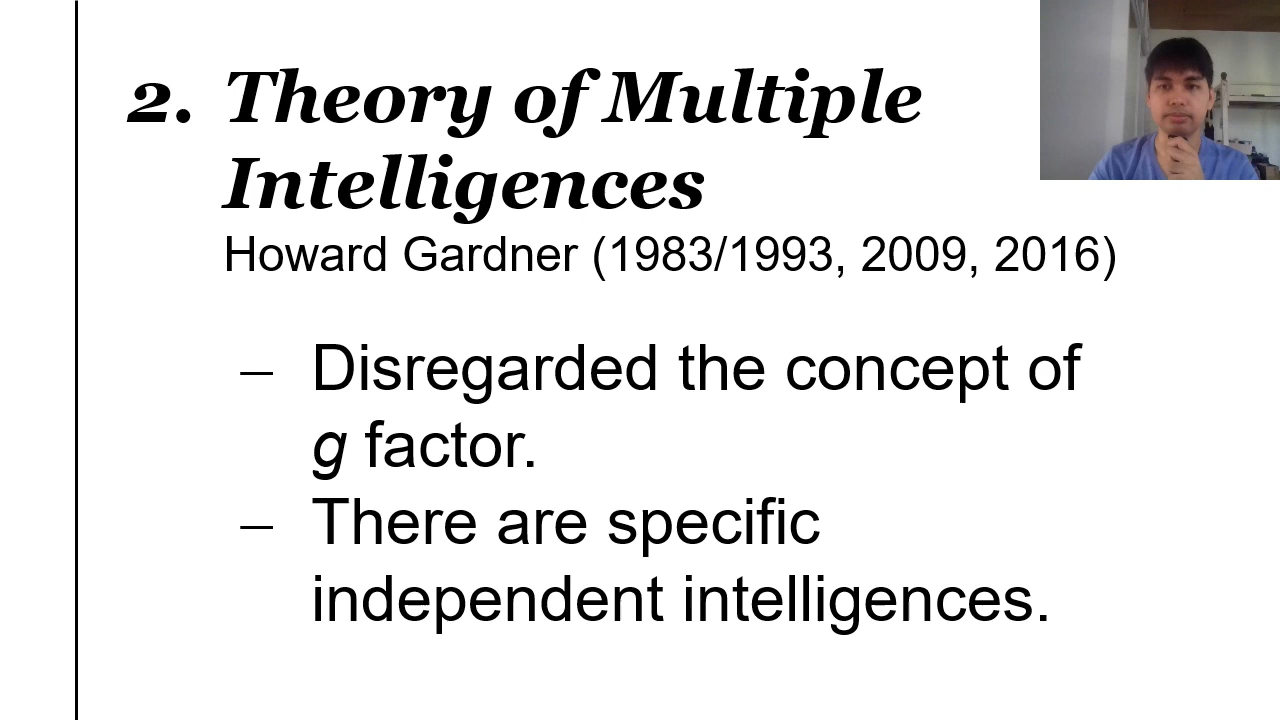 2. Theory of Multiple
Intelligences
Howard Gardner (1983/1993, 2009, 2016)
– Disregarded the concept of
g factor.
– There are specific
independent intelligences.